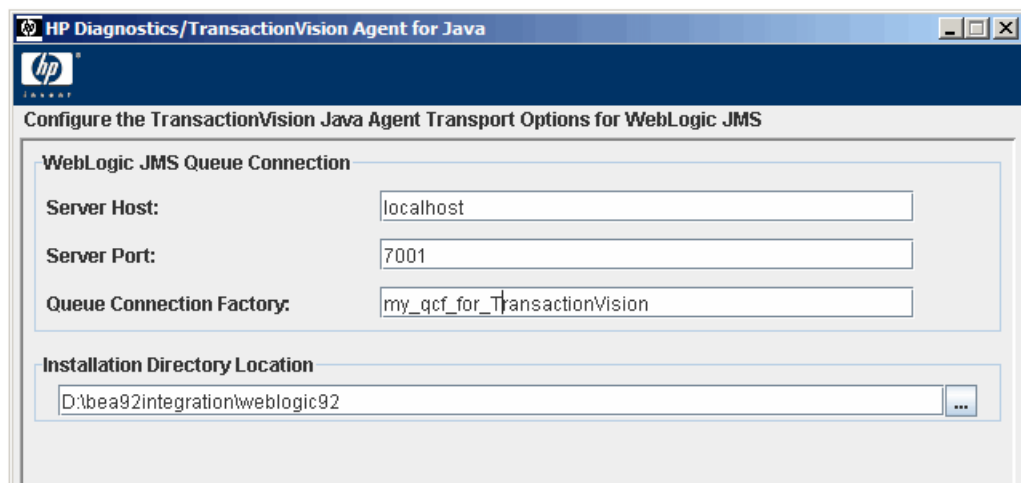 HP Diagnostics/TransactionVision Agent for Java
hp
invent
Configure the TransactionVision Java Agent Transport Options for WebLogic JMS
WebLogic JMS Queue Connection
Server Host: localhost
Server Port: 7001
Queue Connection Factory: my_qcf_for_TransactionVision
Installation Directory Location
D:\bea92integration\weblogic92 ...